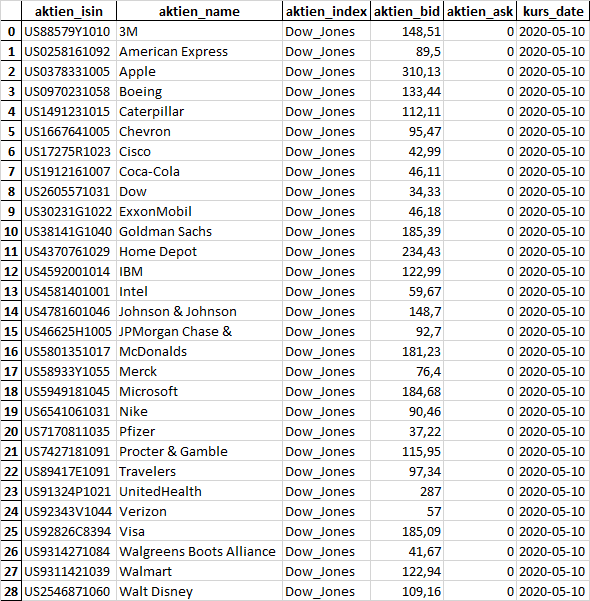 aktien_isin aktien_name aktien_index aktien_bid aktien_ask kurs_date
0 US88579Y1010 3M Dow_Jones 148,51 0 2020-05-10
1 US0258161092 American Express Dow_Jones 89,5 0 2020-05-10
2 US0378331005 Apple Dow_Jones 310,13 0 2020-05-10
3 US0970231058 Boeing Dow_Jones 133,44 0 2020-05-10
4 US1491231015 Caterpillar Dow_Jones 112,11 0 2020-05-10
5 US1667641005 Chevron Dow_Jones 95,47 0 2020-05-10
6 US17275R1023 Cisco Dow_Jones 42,99 0 2020-05-10
7 US1912161007 Coca-Cola Dow_Jones 46,11 0 2020-05-10
8 US2605571031 Dow Dow_Jones 34,33 0 2020-05-10
9 US30231G1022 ExxonMobil Dow_Jones 46,18 0 2020-05-10
10 US38141G1040 Goldman Sachs Dow_Jones 185,39 0 2020-05-10
11 US4370761029 Home Depot Dow_Jones 234,43 0 2020-05-10
12 US4592001014 IBM Dow_Jones 122,99 0 2020-05-10
13 US4581401001 Intel Dow_Jones 59,67 0 2020-05-10
14 US4781601046 Johnson & Johnson Dow_Jones 148,7 0 2020-05-10
15 US46625H1005 JPMorgan Chase & Dow_Jones 92,7 0 2020-05-10
16 US5801351017 McDonalds Dow_Jones 181,23 0 2020-05-10
17 US58933Y1055 Merck Dow_Jones 76,4 0 2020-05-10
18 US5949181045 Microsoft Dow_Jones 184,68 0 2020-05-10
19 US6541061031 Nike Dow_Jones 90,46 0 2020-05-10
20 US7170811035 Pfizer Dow_Jones 37,22 0 2020-05-10
21 US7427181091 Procter & Gamble Dow_Jones 115,95 0 2020-05-10
22 US89417E1091 Travelers Dow_Jones 97,34 0 2020-05-10
23 US91324P1021 UnitedHealth Dow_Jones 287 0 2020-05-10
24 US92343V1044 Verizon Dow_Jones 57 0 2020-05-10
25 US92826C8394 Visa Dow_Jones 185,09 0 2020-05-10
26 US9314271084 Walgreens Boots Alliance Dow_Jones 41,67 0 2020-05-10
27 US9311421039 Walmart Dow_Jones 122,94 0 2020-05-10
28 US2546871060 Walt Disney Dow_Jones 109,16 0 2020-05-10